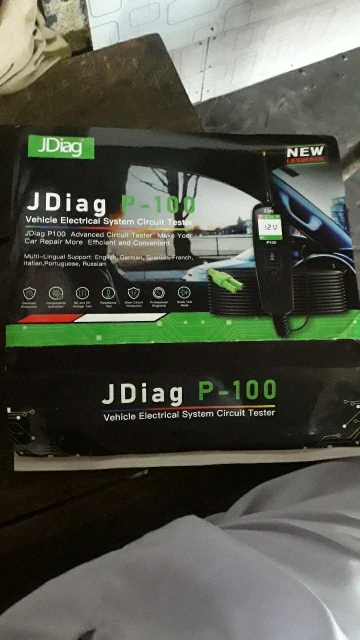 JDiag
NEW
JDiag P-100
Vehicle Electrical System Circuit Tester
JDiag P100 Advanced Circuit Tester Make Your
Car Repair More Efficient and Convenient.
Multi-Lingual Support: English, German, Spanish, French,
Italian, Portuguese, Russian
12V
P100
JDiag P-100
Vehicle Electrical System Circuit Tester